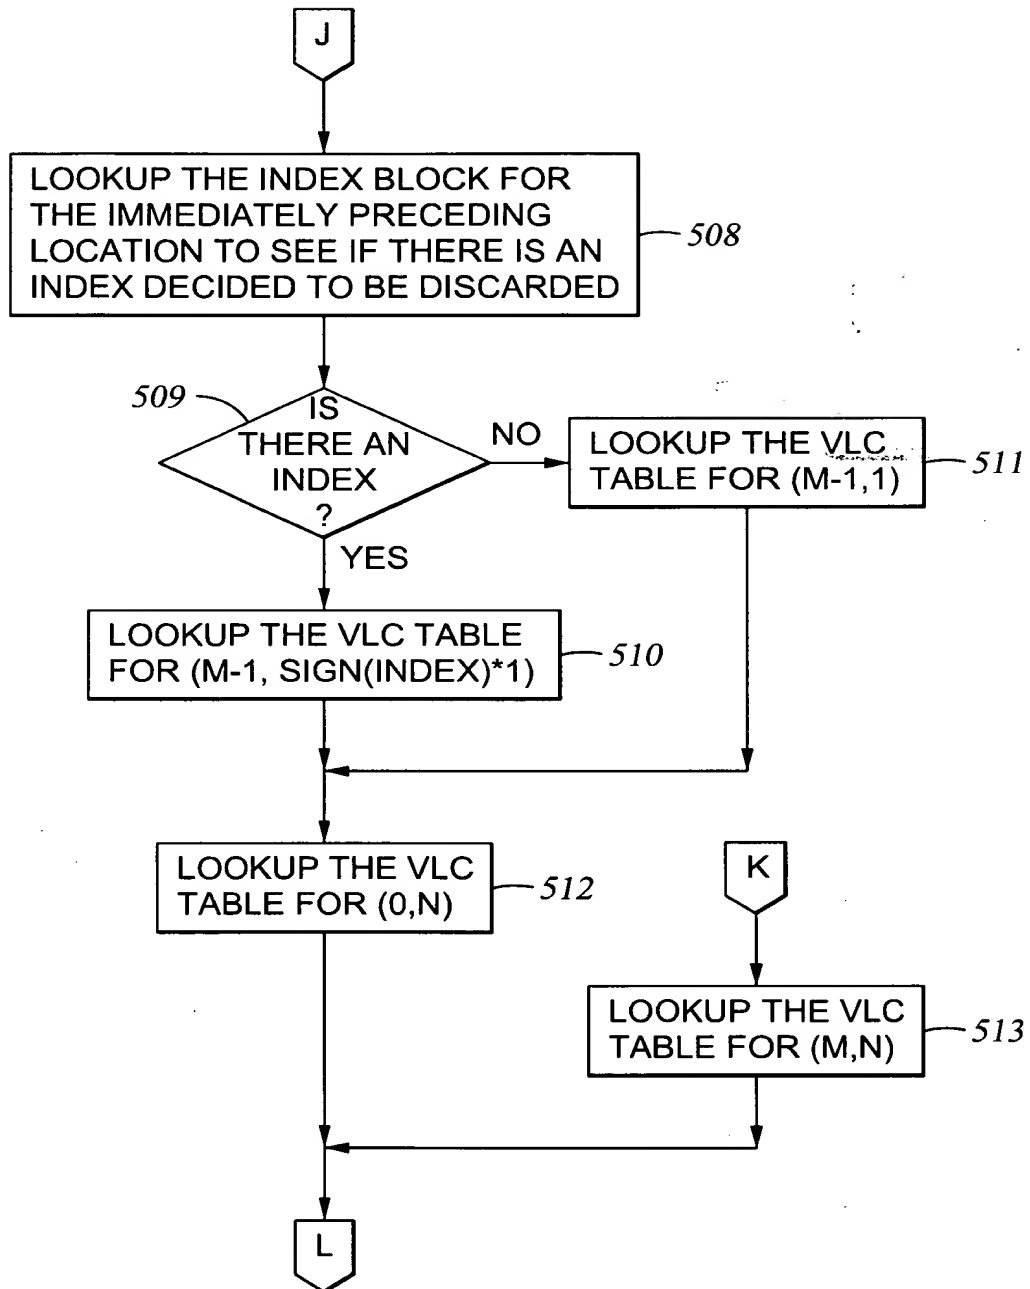 J
LOOKUP THE INDEX BLOCK FOR
THE IMMEDIATELY PRECEDING
LOCATION TO SEE IF THERE IS AN
INDEX DECIDED TO BE DISCARDED
508
509
IS
THERE AN
INDEX
?
NO
LOOKUP THE VLC
TABLE FOR (M-1,1)
511
YES
LOOKUP THE VLC TABLE
FOR (M-1, SIGN(INDEX)*1)
510
LOOKUP THE VLC
TABLE FOR (0,N)
512
K
LOOKUP THE VLC
TABLE FOR (M,N)
513
L